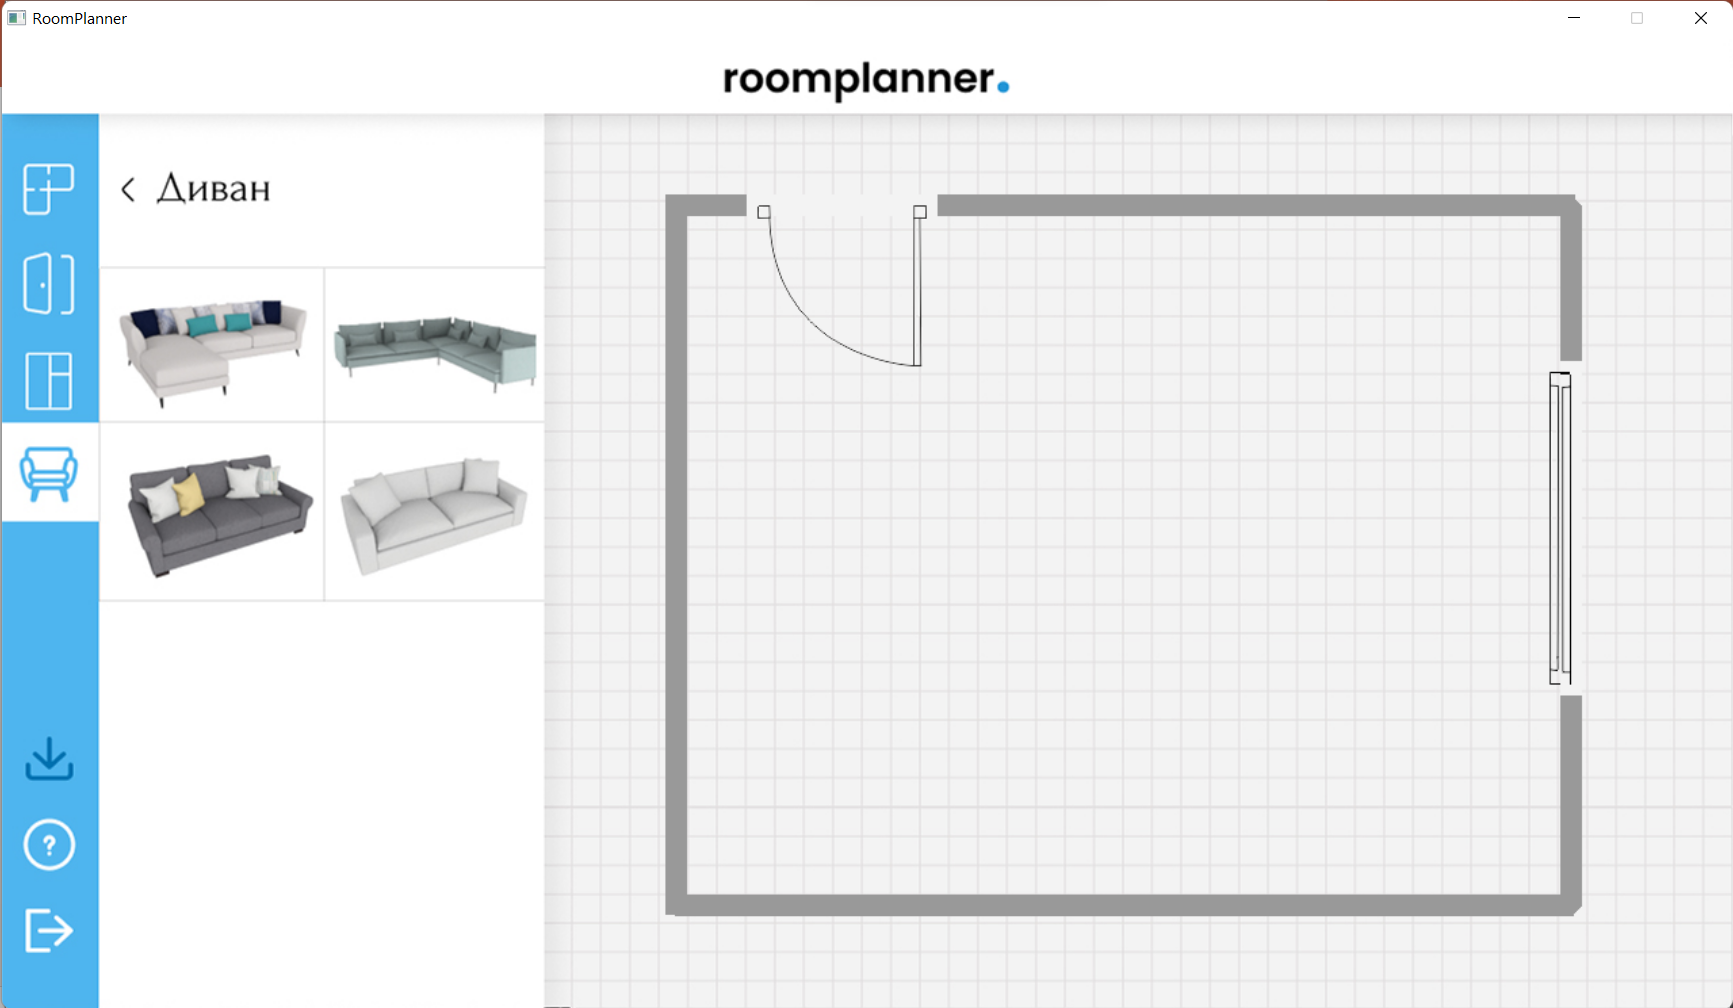 RoomPlanner
roomplanner.
Диван
?